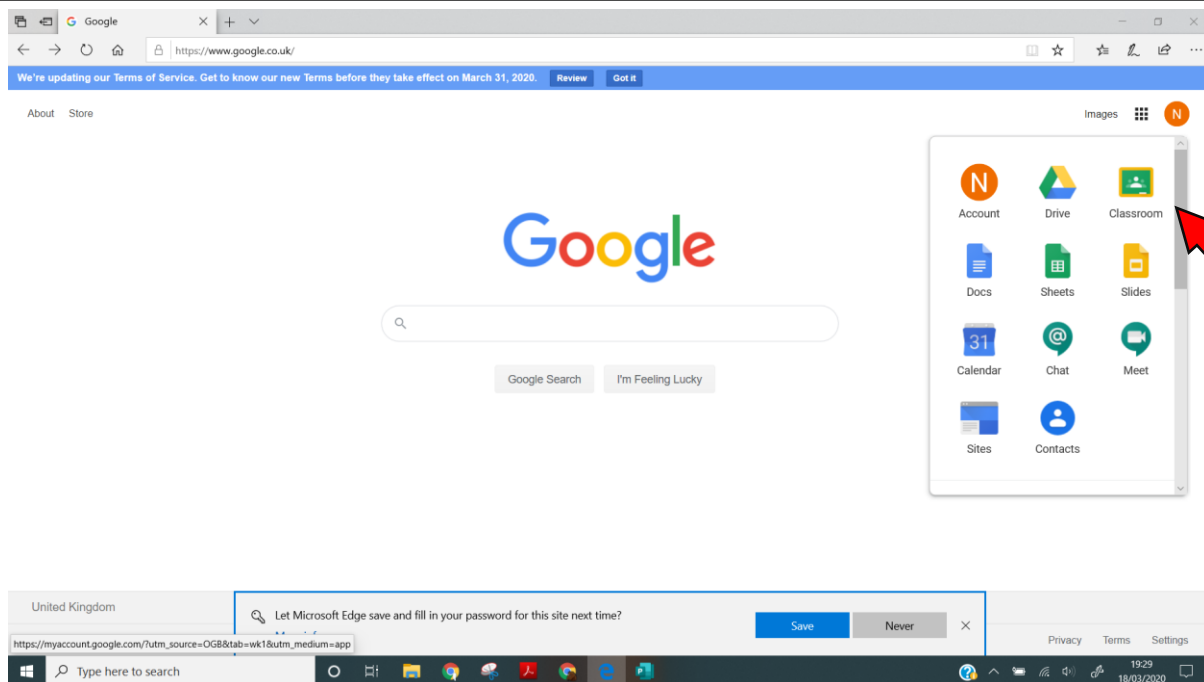 Google
https://www.google.co.uk/
We're updating our Terms of Service. Get to know our new Terms before they take effect on March 31, 2020. Review Got it
About Store
Images N
N
Account Drive Classroom
Google
Docs Sheets Slides
31 @
Calendar Chat Meet
Google Search I'm Feeling Lucky
Sites Contacts
United Kingdom
Let Microsoft Edge save and fill in your password for this site next time?
Save Never
https://myaccount.google.com/?utm_source=OGB&tab=wk1&utm_medium=app
Privacy Terms Settings
Type here to search
19:29
18/03/2020